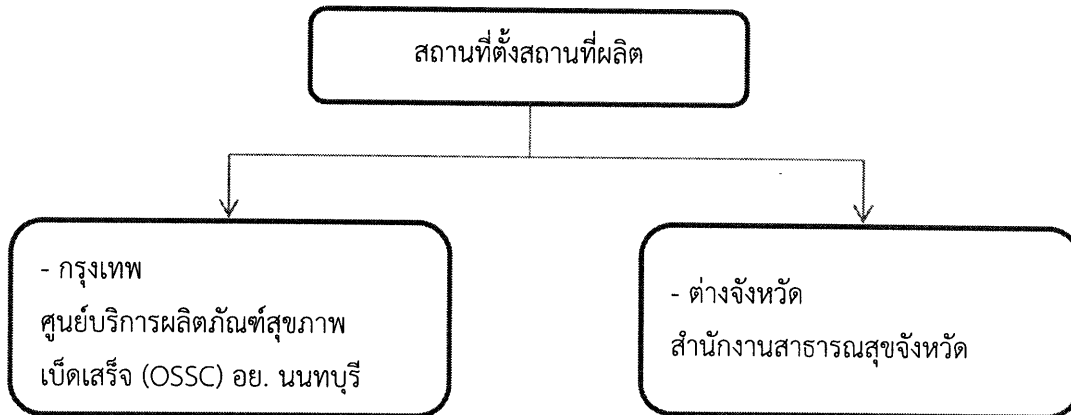 สถานที่ตั้งสถานที่ผลิต
- กรุงเทพ
ศูนย์บริการผลิตภัณฑ์สุขภาพ
เบ็ดเสร็จ (OSSC) อย. นนทบุรี
- ต่างจังหวัด
สำนักงานสาธารณสุขจังหวัด